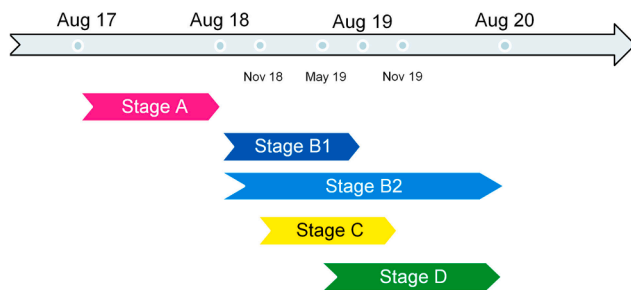 Aug 17 Aug 18 Aug 19 Aug 20
Nov 18 May 19 Nov 19
Stage A
Stage B1
Stage B2
Stage C
Stage D